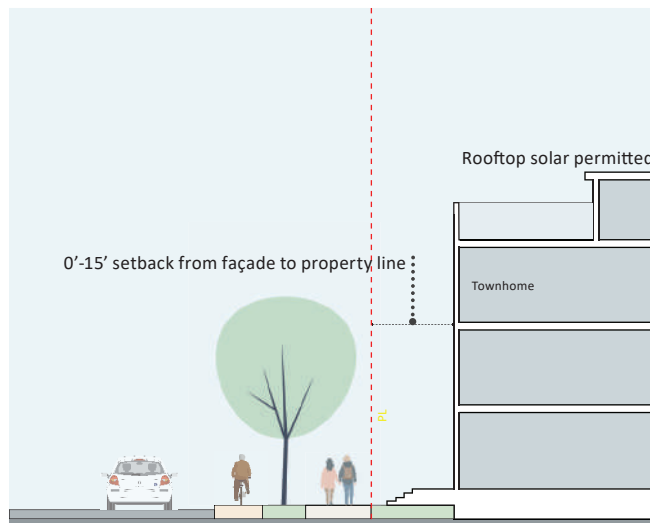 Rooftop solar permitted
0’-15’ setback from façade to property line
Townhome
PL